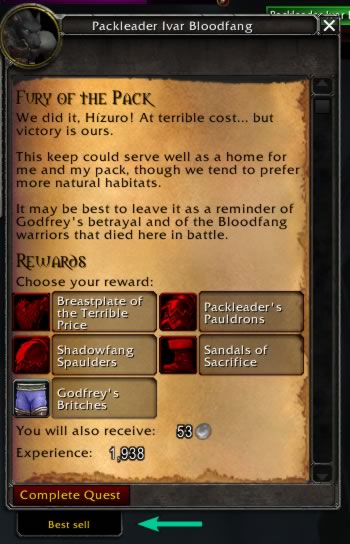 Packleader Ivar Bloodfang
Fury of the Pack
We did it, Hízuro! At terrible cost... but
victory is ours.
This keep could serve well as a home for
me and my pack, though we tend to prefer
more natural habitats.
It may be best to leave it as a reminder of
Godfrey's betrayal and of the Bloodfang
warriors that died here in battle.
Rewards
Choose your reward:
Breastplate of
the Terrible
Price
Packleader's
Pauldrons
Shadowfang
Spaulders
Sandals of
Sacrifice
Godfrey's
Britches
You will also receive: 53
Experience: 1,938
Complete Quest
Best sell